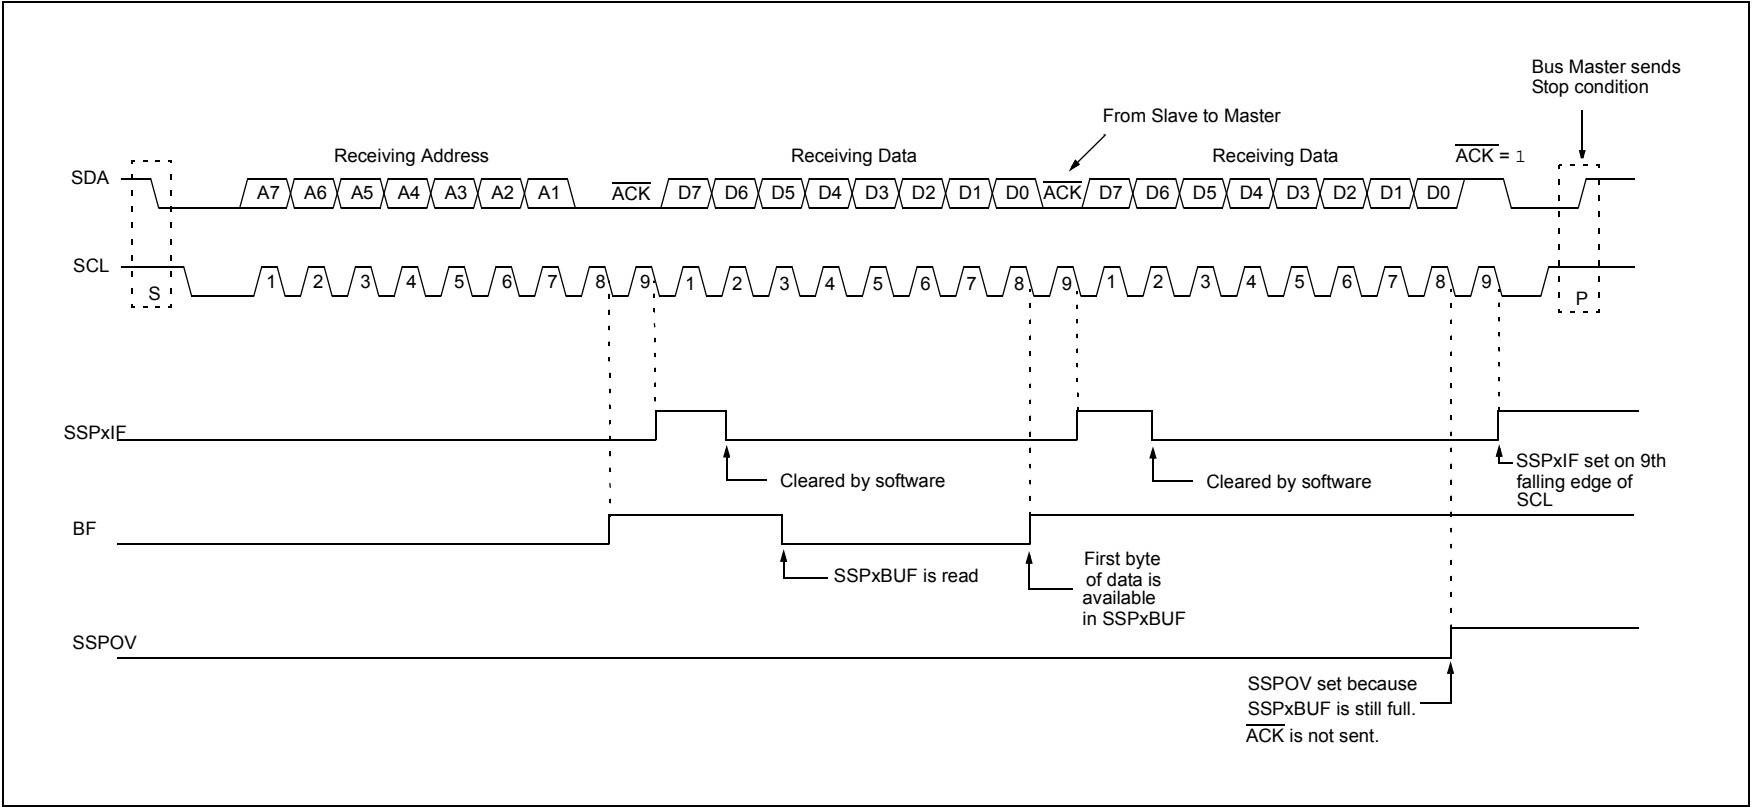 Bus Master sends
Stop condition
From Slave to Master
Receiving Address
Receiving Data
Receiving Data
ACK = 1
SDA
A7 A6 A5 A4 A3 A2 A1 ACK D7 D6 D5 D4 D3 D2 D1 D0 ACK D7 D6 D5 D4 D3 D2 D1 D0
SCL
1 2 3 4 5 6 7 8 9 1 2 3 4 5 6 7 8 9 1 2 3 4 5 6 7 8 9
S
P
SSPxIF
Cleared by software
Cleared by software
SSPxIF set on 9th
falling edge of
SCL
BF
SSPxBUF is read
First byte
of data is
available
in SSPxBUF
SSPOV
SSPOV set because
SSPxBUF is still full.
ACK is not sent.